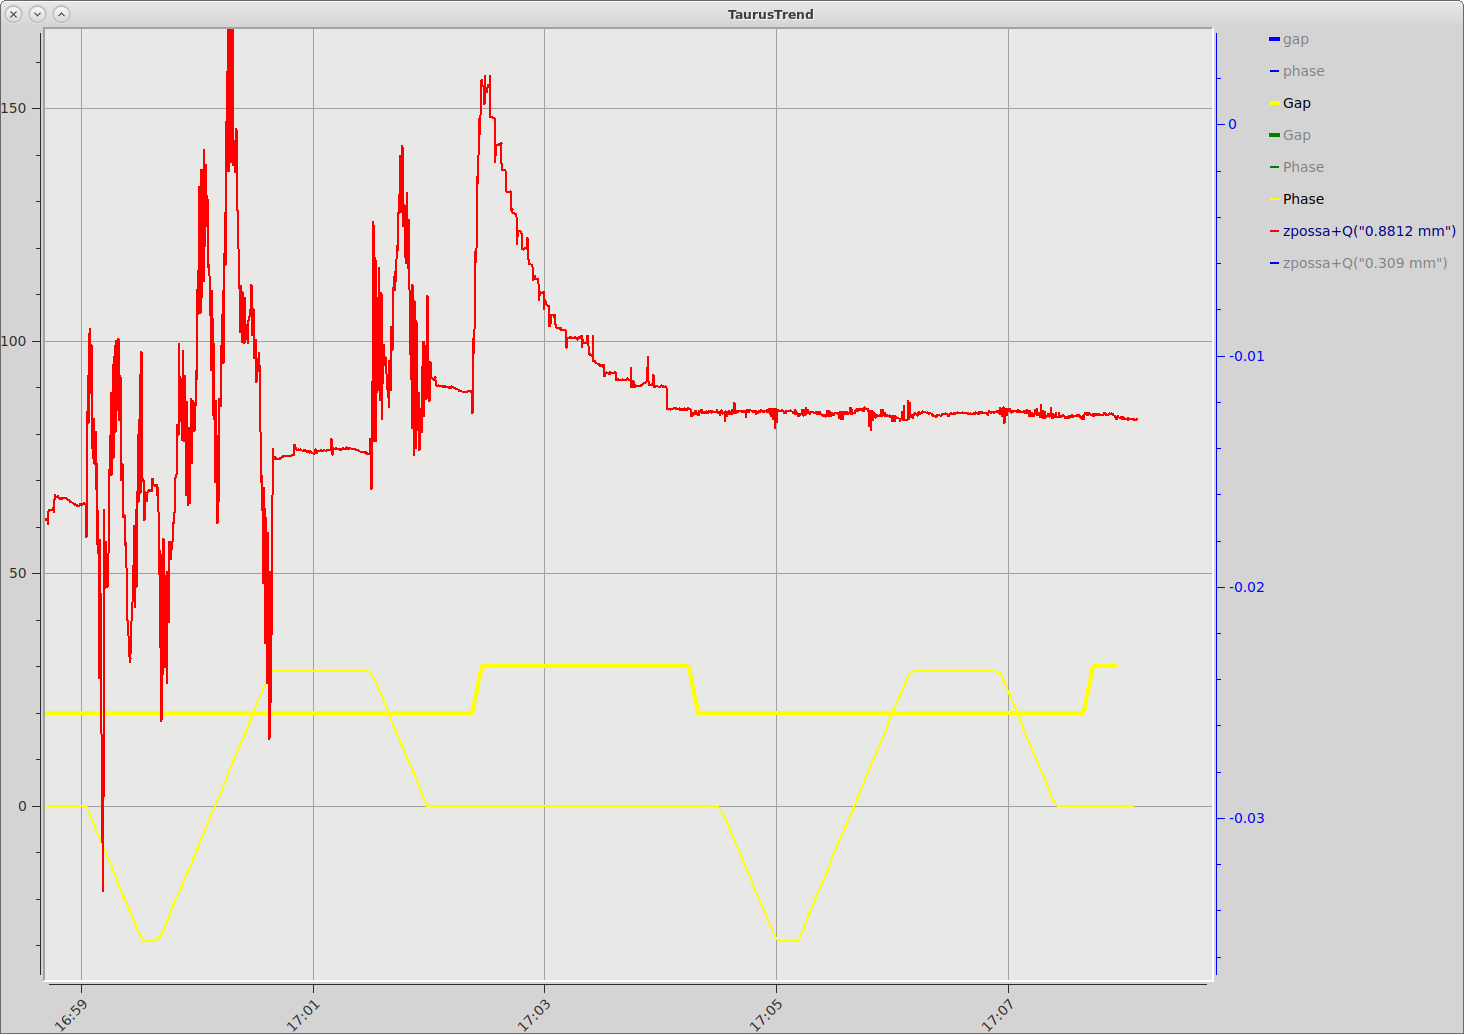 TaurusTrend
150
100
50
0
0
-0.01
-0.02
-0.03
gap
phase
Gap
Gap
Phase
Phase
zpossa+Q("0.8812 mm")
zpossa+Q("0.309 mm")
16:59
17:01
17:03
17:05
17:07